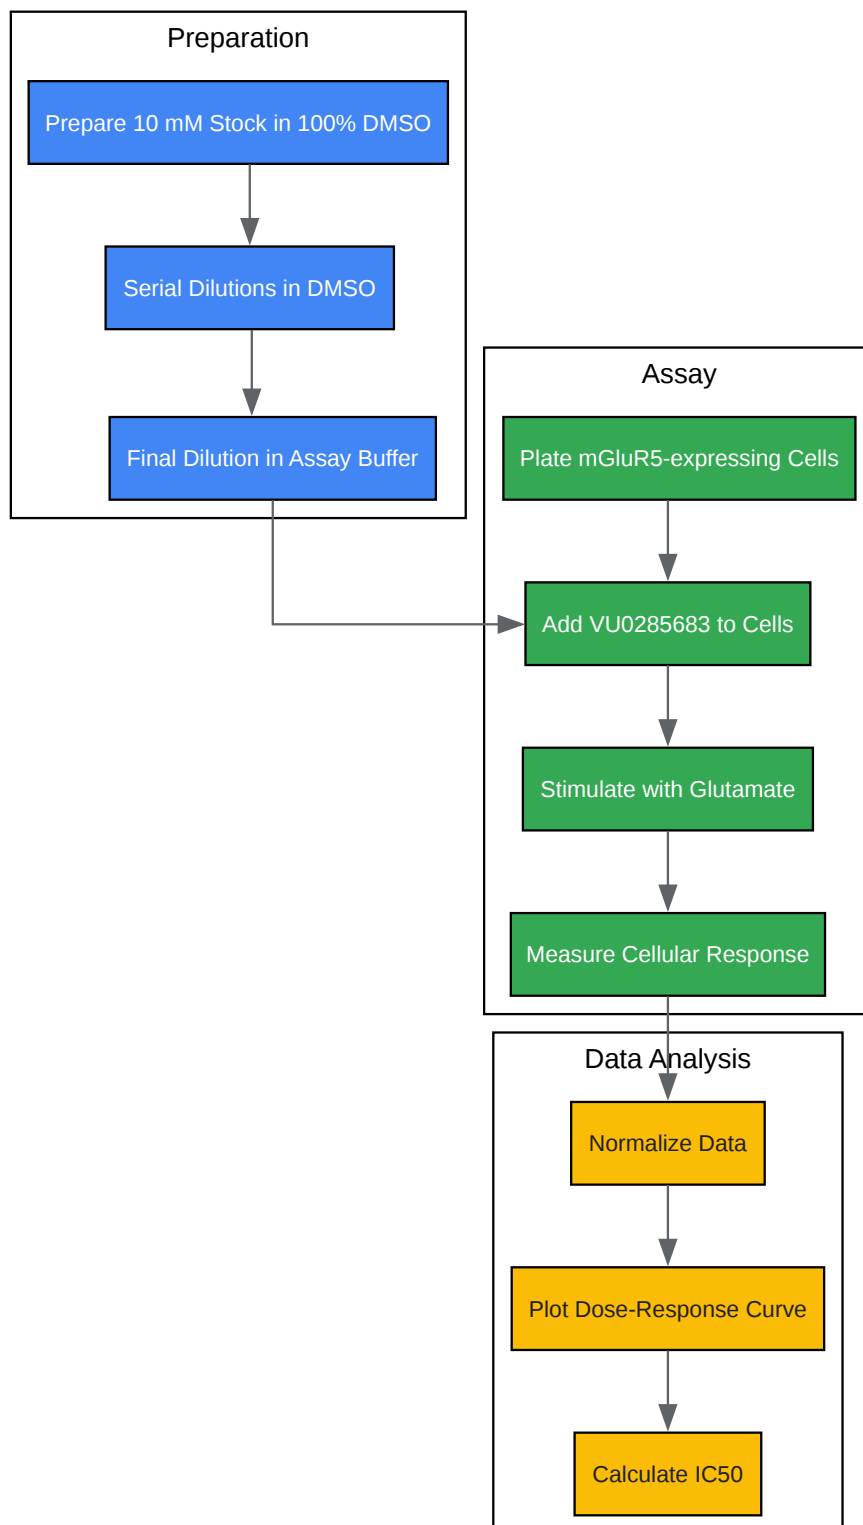 Preparation
Prepare 10 mM Stock in 100% DMSO
Serial Dilutions in DMSO
Final Dilution in Assay Buffer
Assay
Plate mGluR5-expressing Cells
Add VU0285683 to Cells
Stimulate with Glutamate
Measure Cellular Response
Data Analysis
Normalize Data
Plot Dose-Response Curve
Calculate IC50